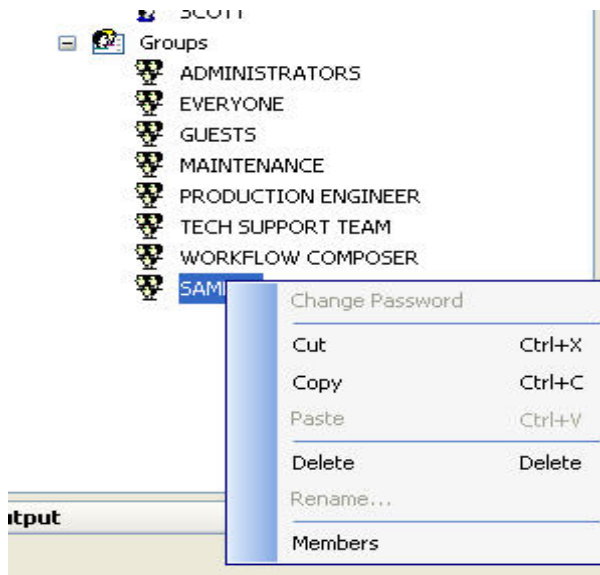 SCOTT
Groups
ADMINISTRATORS
EVERYONE
GUESTS
MAINTENANCE
PRODUCTION ENGINEER
TECH SUPPORT TEAM
WORKFLOW COMPOSER
Change Password
Cut Ctrl+X
Copy Ctrl+C
Paste Ctrl+V
Delete Delete
Rename...
Members